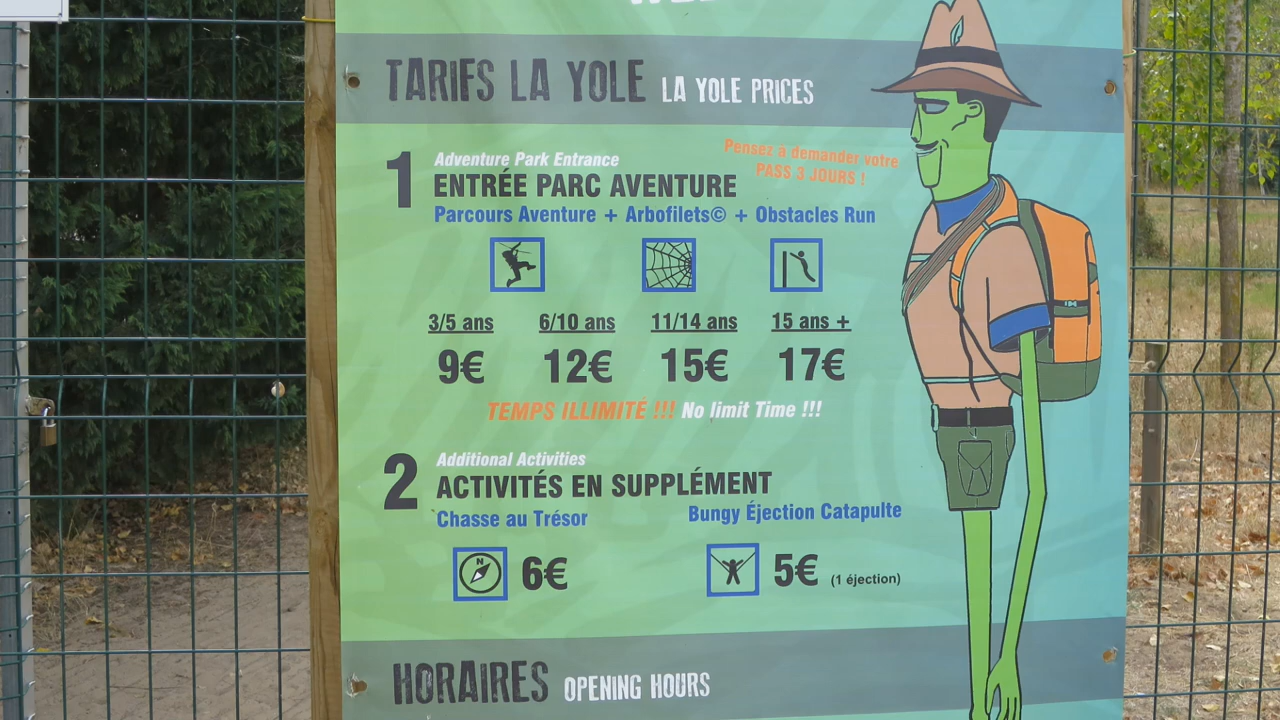 TARIFS LA YOLE LA YOLE PRICES
1 Adventure Park Entrance
ENTRÉE PARC AVENTURE
Pensez à demander votre
PASS 3 JOURS !
Parcours Aventure + Arbofilets© + Obstacles Run
3/5 ans 6/10 ans 11/14 ans 15 ans +
9€ 12€ 15€ 17€
TEMPS ILLIMITÉ !!! No limit Time !!!
2 Additional Activities
ACTIVITÉS EN SUPPLÉMENT
Chasse au Trésor Bungy Éjection Catapulte
N 6€ 5€ (1 éjection)
HORAIRES OPENING HOURS